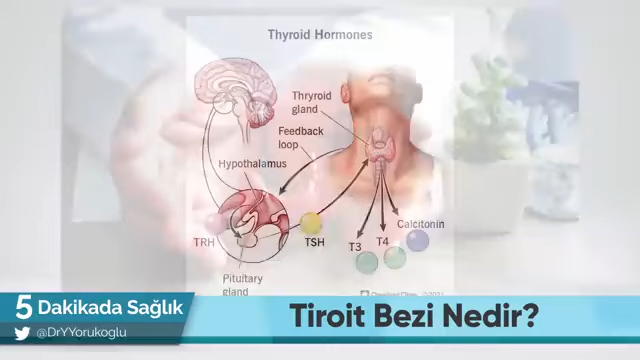 Thyroid Hormones
Thryroid
gland
Feedback
loop
Hypothalamus
TRH
TSH
T3
T4
Calcitonin
Pituitary
gland
5 Dakikada Sağlık
@DrYYorukoglu
Tiroit Bezi Nedir?